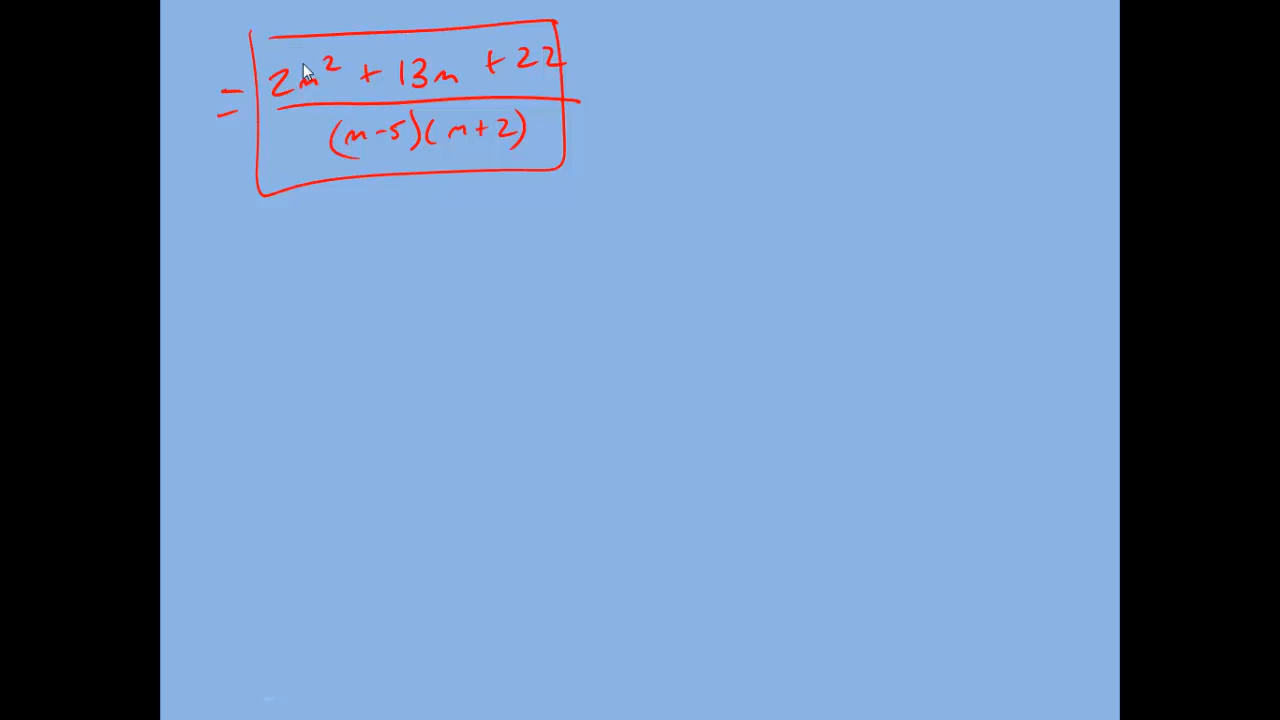 = 2m² + 13m + 22
(m-5)(m+2)